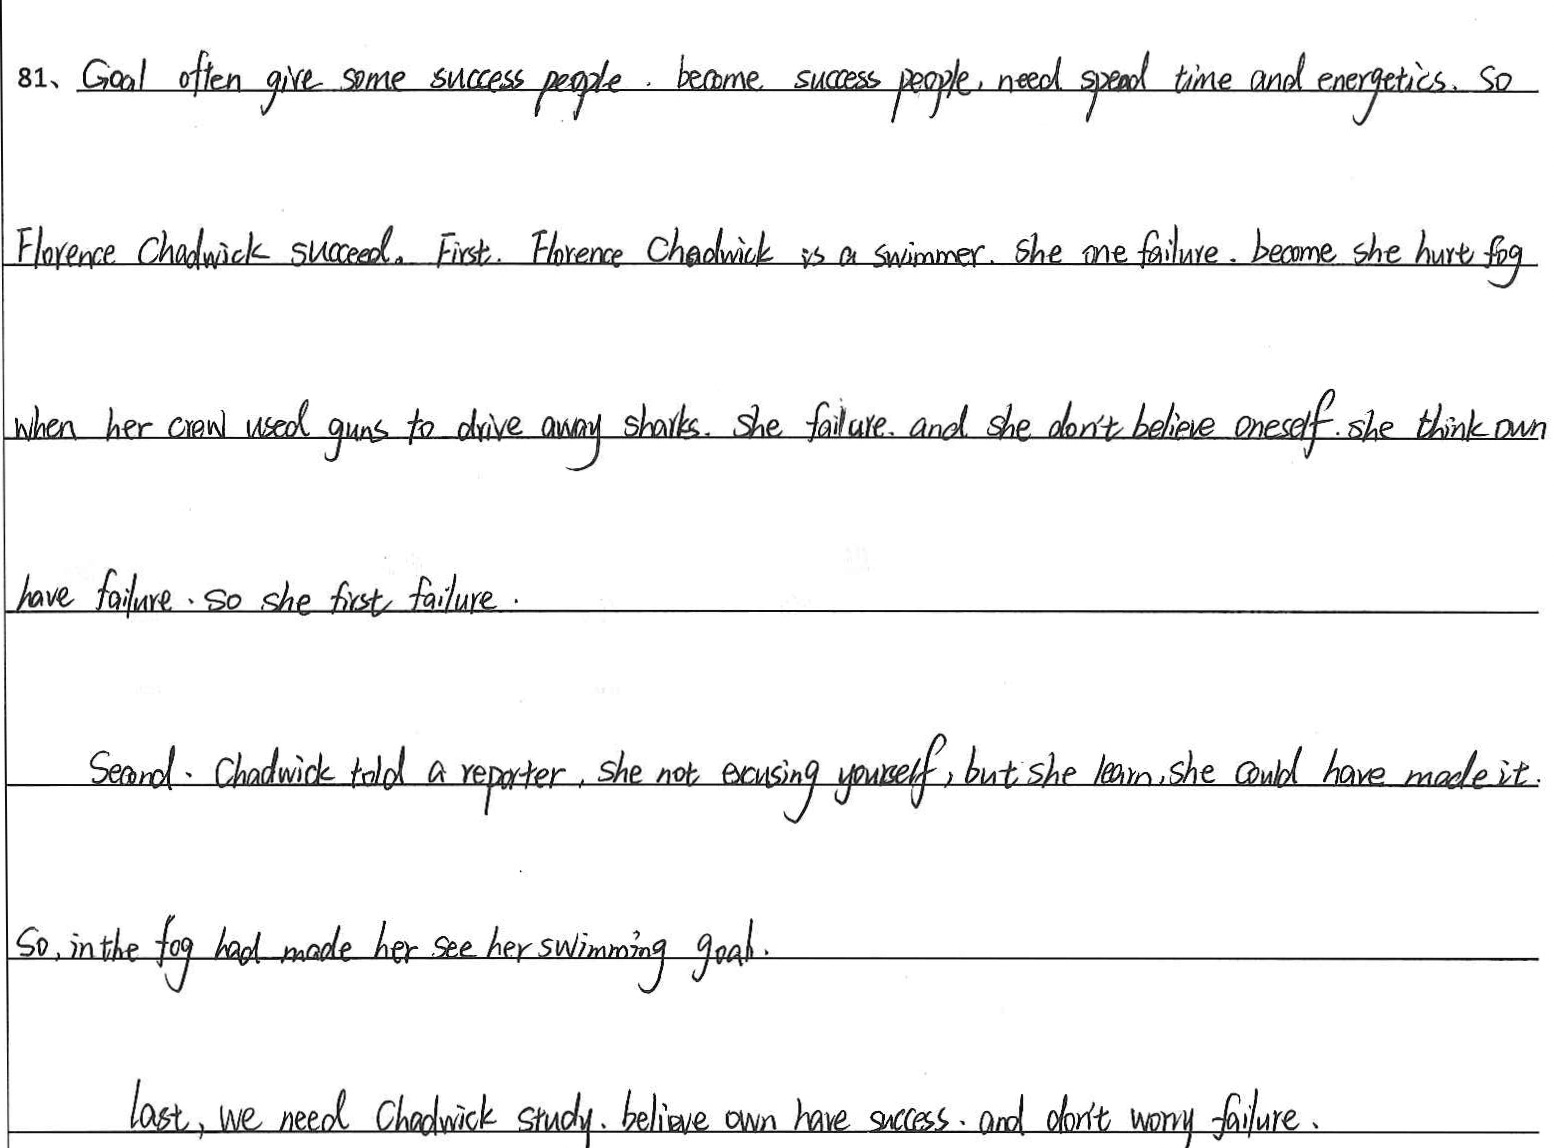 81、Goal often give some success people. become success people, need spend time and energetics. So
Florence Chadwick succeed. First. Florence Chadwick is a swimmer. She one failure. become she hurt fog
when her crew used guns to drive away sharks. She failure. and she don't believe oneself. she think own
have failure. so she first failure.
Second. Chadwick told a reporter, she not excusing yourself, but she learn, she could have made it.
So, in the fog had made her see her swimming goal.
last, we need Chadwick study. believe own have success. and don't worry failure.